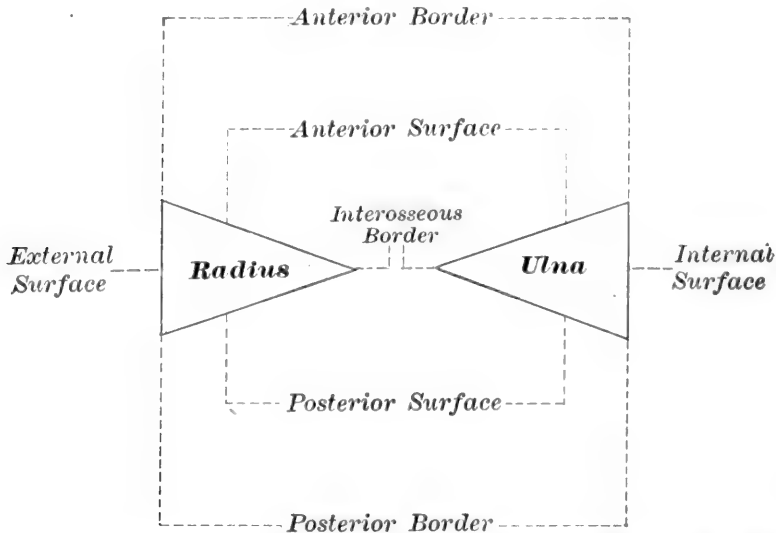 Anterior Border
Anterior Surface
Interosseous
Border
External
Surface
Radius
Ulna
Internal
Surface
Posterior Surface
Posterior Border